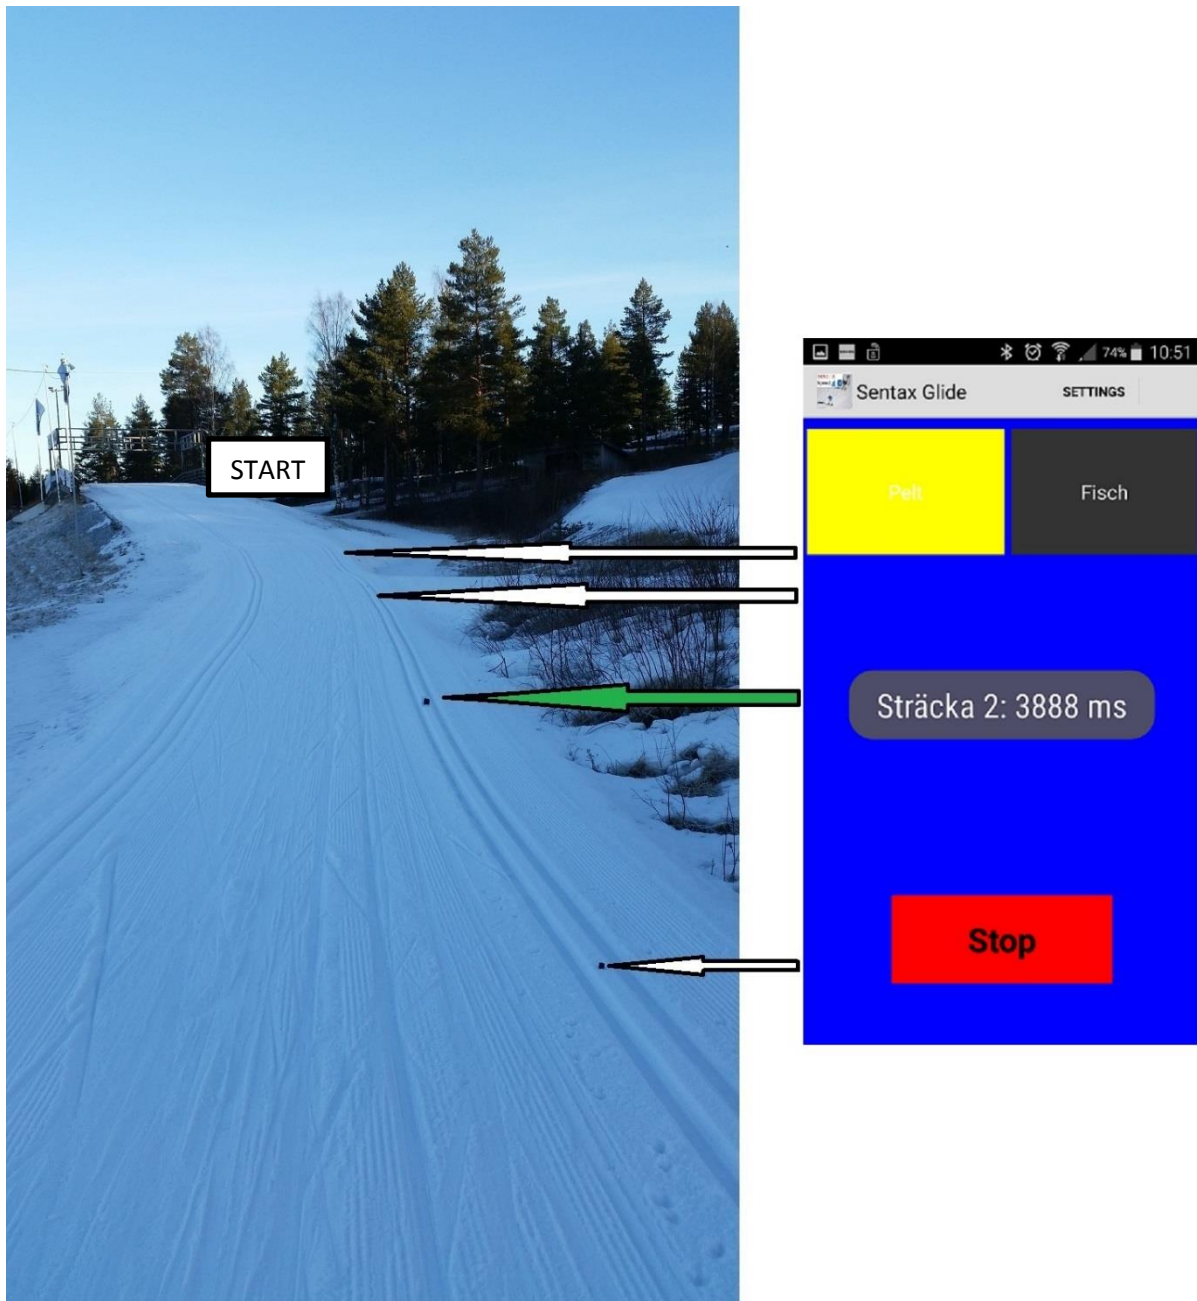 START
74% 10:51
Sentax Glide
SETTINGS
Pelt
Fisch
Sträcka 2: 3888 ms
Stop